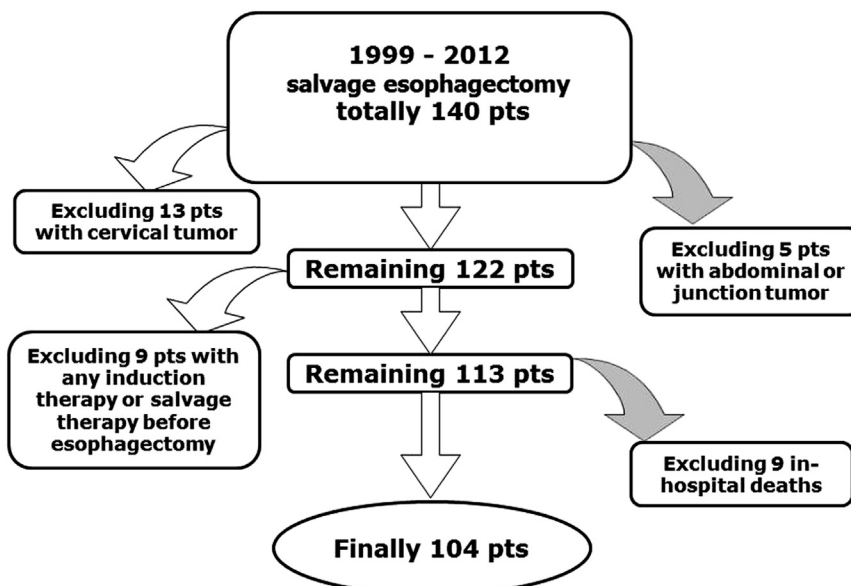 1999 - 2012
salvage esophagectomy
totally 140 pts
Excluding 13 pts
with cervical tumor
Excluding 5 pts
with abdominal or
junction tumor
Remaining 122 pts
Excluding 9 pts with
any induction
therapy or salvage
therapy before
esophagectomy
Remaining 113 pts
Excluding 9 in-
hospital deaths
Finally 104 pts